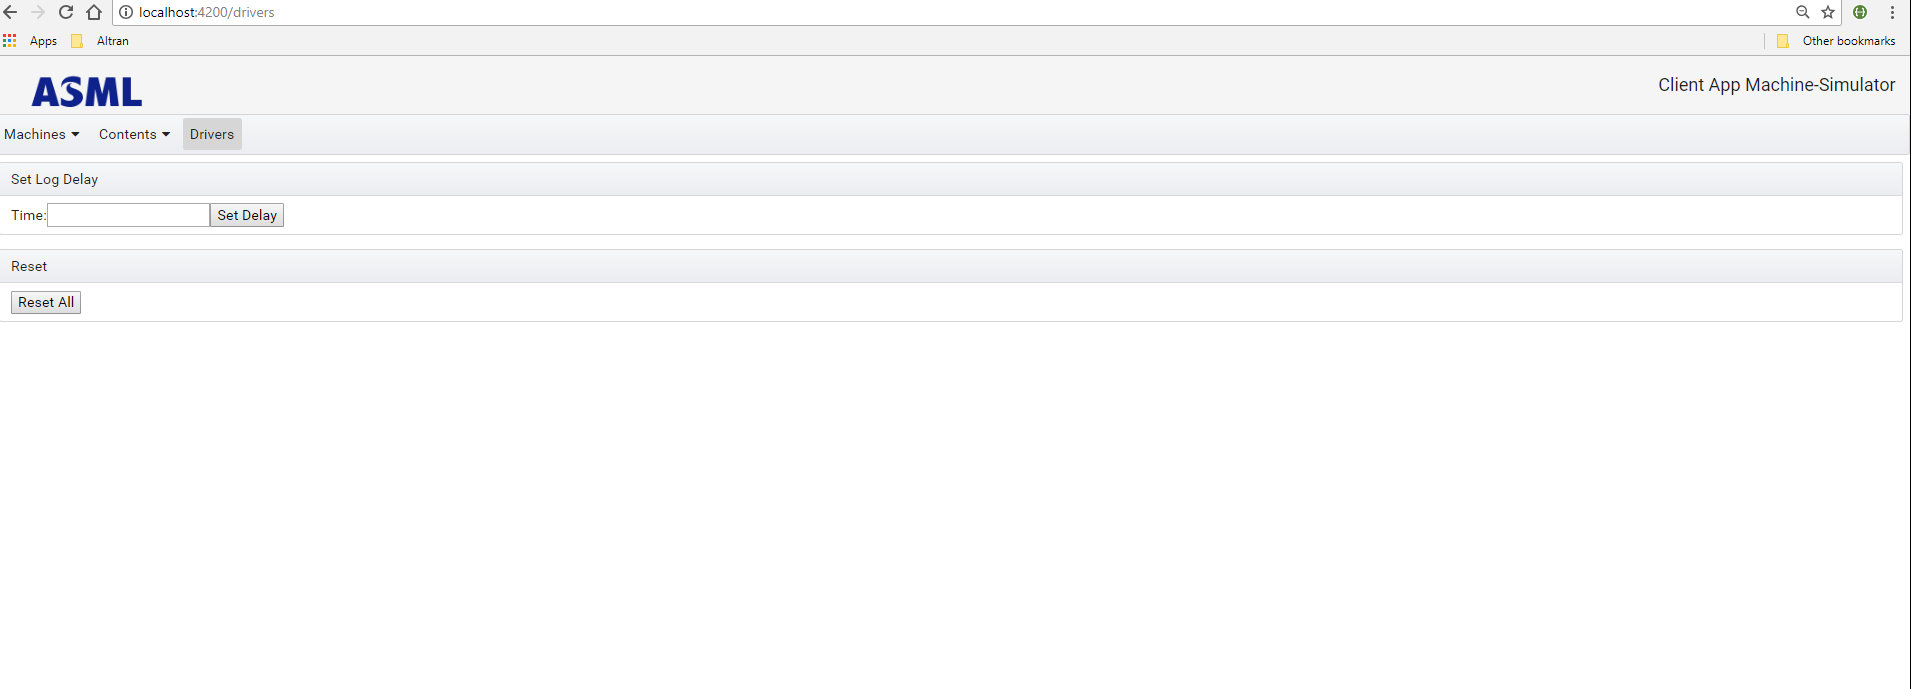 localhost:4200/drivers
Apps Altran Other bookmarks
ASML
Client App Machine-Simulator
Machines Contents Drivers
Set Log Delay
Time: Set Delay
Reset
Reset All